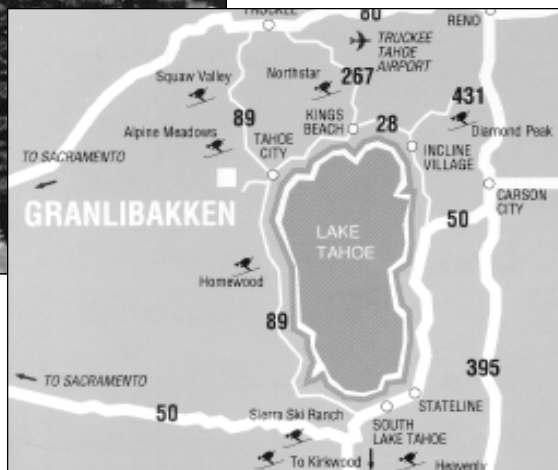 TRUCKEE
80
RENO
TRUCKEE
TAHOE
AIRPORT
Squaw Valley
Northstar
267
431
89
KINGS
BEACH
28
Diamond Peak
Alpine Meadows
TAHOE
CITY
INCLINE
VILLAGE
TO SACRAMENTO
CARSON
CITY
GRANLIBAKKEN
50
LAKE
TAHOE
Homewood
89
395
TO SACRAMENTO
STATELINE
50
Sierra Ski Ranch
SOUTH
LAKE TAHOE
To Kirkwood
Heavenly